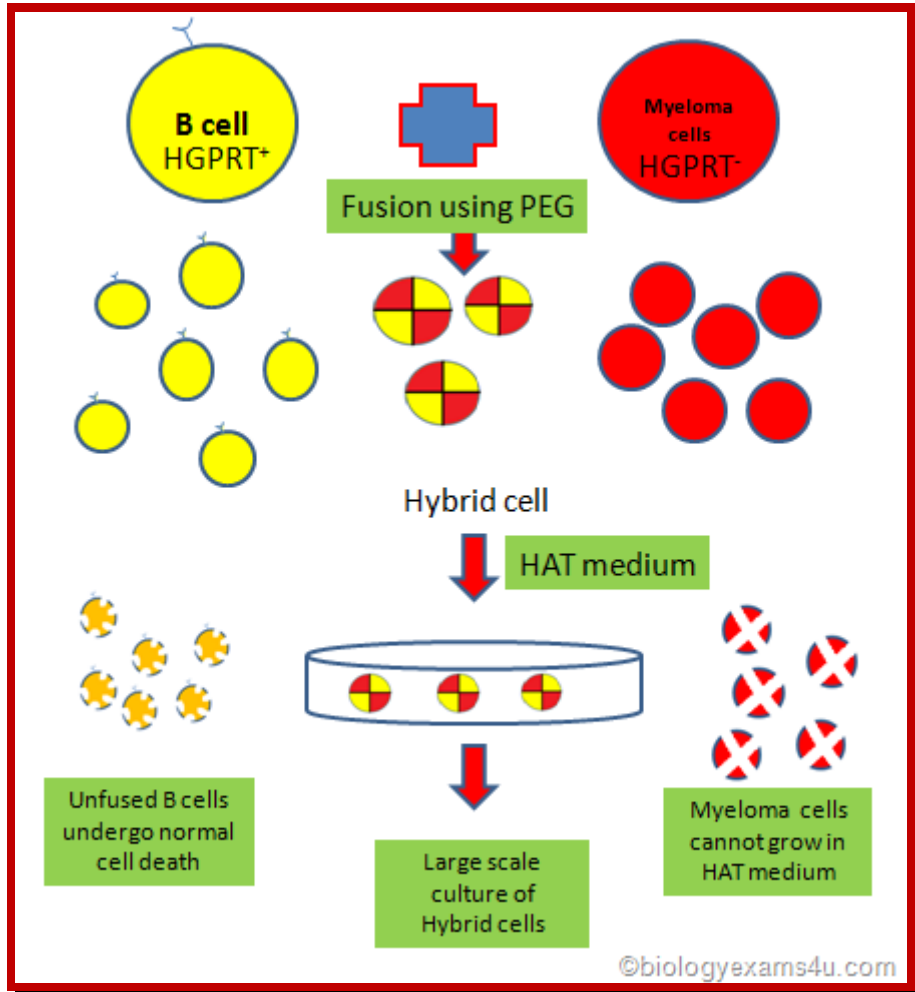 B cell
HGPRT⁺
Myeloma
cells
HGPRT⁻
Fusion using PEG
Hybrid cell
HAT medium
Unfused B cells
undergo normal
cell death
Large scale
culture of
Hybrid cells
Myeloma cells
cannot grow in
HAT medium
©biologyexams4u.com